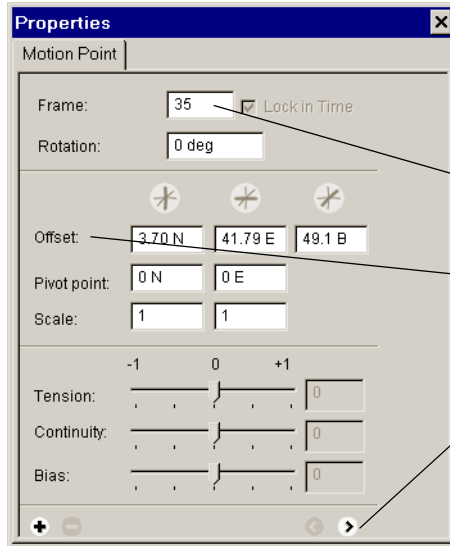 Properties
Motion Point
Frame: 35 Lock in Time
Rotation: 0 deg
Offset: 3.70 N 41.79 E 49.1 B
Pivot point: 0 N 0 E
Scale: 1 1
-1 0 +1
Tension: 0
Continuity: 0
Bias: 0